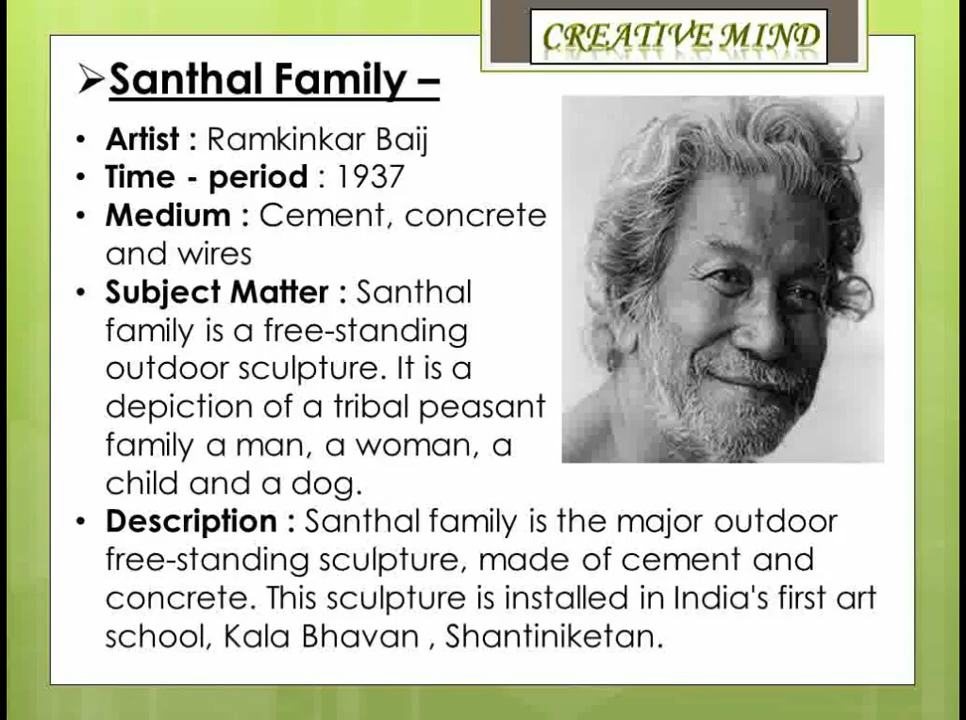 CREATIVE MIND
➢Santhal Family –
• Artist : Ramkinkar Baij
• Time - period : 1937
• Medium : Cement, concrete
and wires
• Subject Matter : Santhal
family is a free-standing
outdoor sculpture. It is a
depiction of a tribal peasant
family a man, a woman, a
child and a dog.
• Description : Santhal family is the major outdoor
free-standing sculpture, made of cement and
concrete. This sculpture is installed in India's first art
school, Kala Bhavan , Shantiniketan.